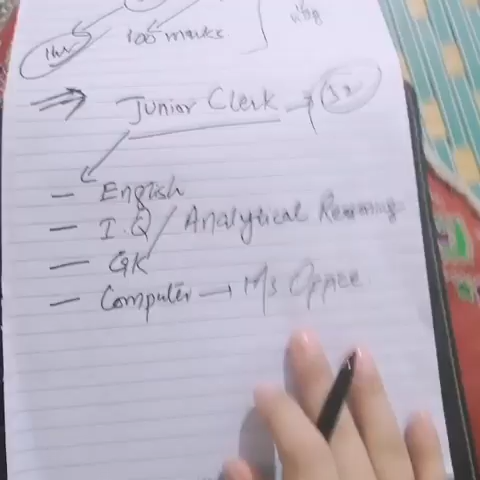 1hr 100 marks
Junior Clerk
- English
- I.Q / Analytical Reasoning
- GK
- Computer → Ms Office